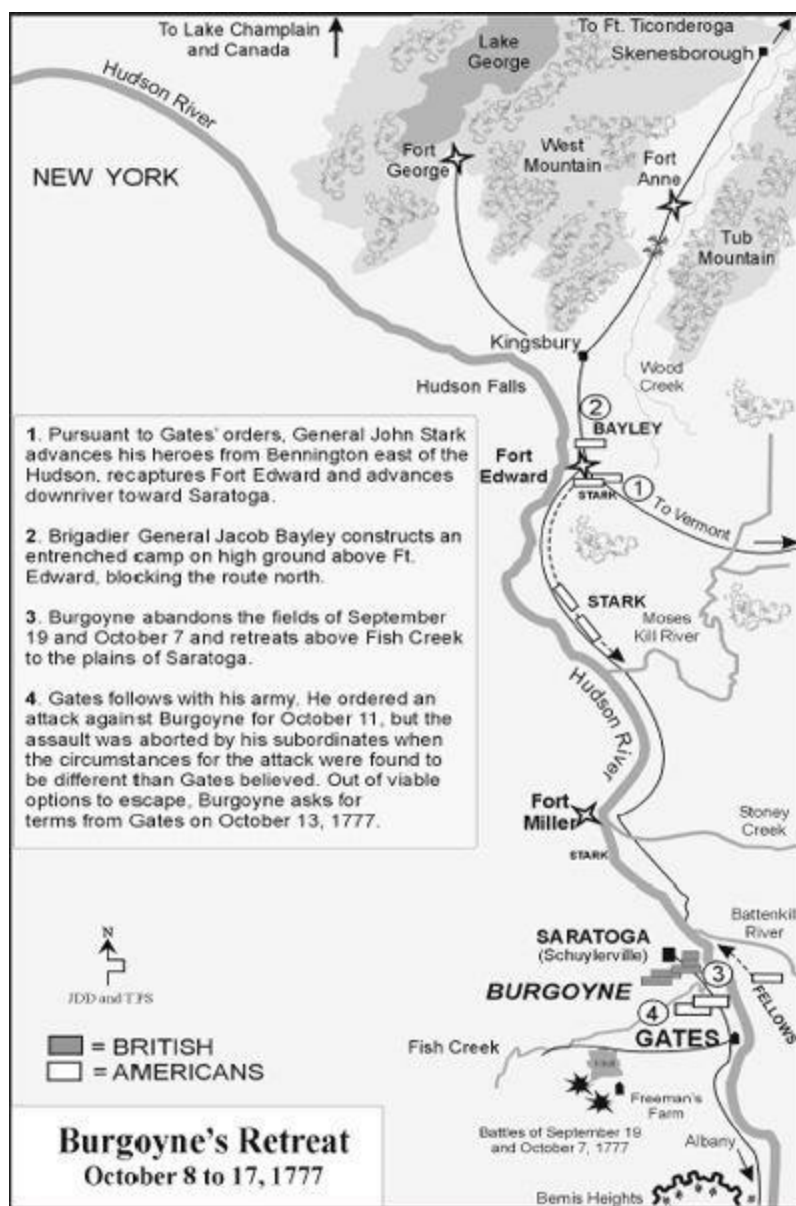 To Lake Champlain
and Canada
To Ft. Ticonderoga
Skenesborough
Lake
George
Hudson River
Fort
George
West
Mountain
Fort
Anne
NEW YORK
Tub
Mountain
Kingsbury
Wood
Creek
Hudson Falls
2
BAYLEY
Fort
Edward
STARK
1
To Vermont
1. Pursuant to Gates' orders, General John Stark
advances his heroes from Bennington east of the
Hudson, recaptures Fort Edward and advances
downriver toward Saratoga.
2. Brigadier General Jacob Bayley constructs an
entrenched camp on high ground above Ft.
Edward, blocking the route north.
3. Burgoyne abandons the fields of September
19 and October 7 and retreats above Fish Creek
to the plains of Saratoga.
4. Gates follows with his army. He ordered an
attack against Burgoyne for October 11, but the
assault was aborted by his subordinates when
the circumstances for the attack were found to
be different than Gates believed. Out of viable
options to escape, Burgoyne asks for
terms from Gates on October 13, 1777.
STARK
Moses
Kill River
Hudson River
Fort
Miller
STARK
Stoney
Creek
Battenkill
River
SARATOGA
(Schuylerville)
3
BURGOYNE
FELLOWS
4
GATES
Fish Creek
Freeman's
Farm
Battles of September 19
and October 7, 1777
Albany
Bemis Heights
N
JDD and TPS
= BRITISH
= AMERICANS
Burgoyne's Retreat
October 8 to 17, 1777